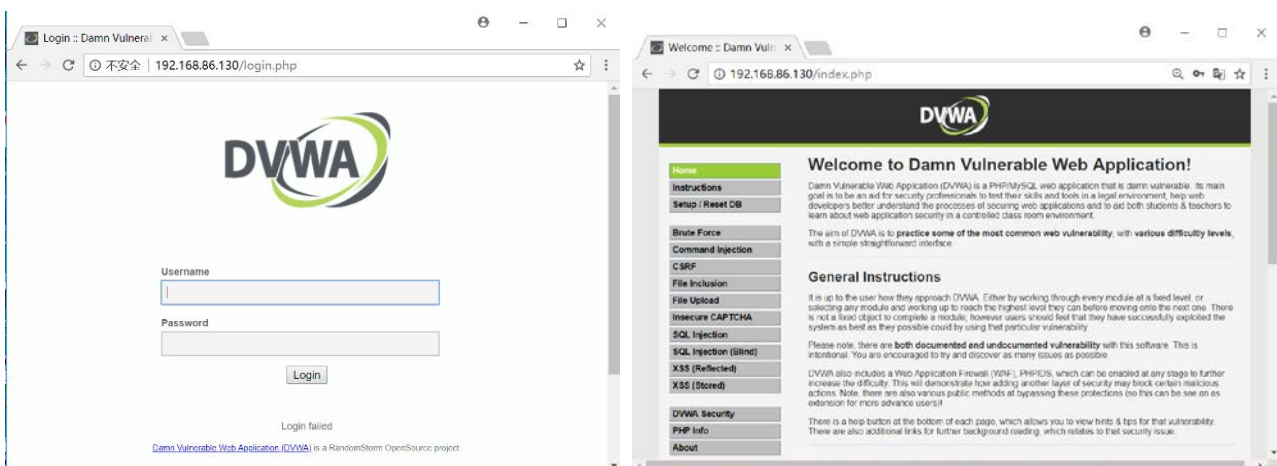 Login :: Damn Vulneral
不安全 | 192.168.86.130/login.php
DVWA
Username
Password
Login
Login failed
Damn Vulnerable Web Application (DVWA) is a RandomStorm OpenSource project
Welcome :: Damn Vuln
192.168.86.130/index.php
DVWA
Home
Instructions
Setup / Reset DB
Brute Force
Command Injection
CSRF
File Inclusion
File Upload
Insecure CAPTCHA
SQL Injection
SQL Injection (Blind)
XSS (Reflected)
XSS (Stored)
DVWA Security
PHP Info
About
Welcome to Damn Vulnerable Web Application!
Damn Vulnerable Web Application (DVWA) is a PHP/MySQL web application that is damn vulnerable. Its main
goal is to be an aid for security professionals to test their skills and tools in a legal environment, help web
developers better understand the processes of securing web applications and to aid both students & teachers to
learn about web application security in a controlled class room environment.
The aim of DVWA is to practice some of the most common web vulnerability, with various difficultly levels,
with a simple straightforward interface.
General Instructions
It is up to the user how they approach DVWA. Either by working through every module at a fixed level, or
selecting any module and working up to reach the highest level they can before moving onto the next one. There
is not a fixed object to complete a module; however users should feel that they have successfully exploited the
system as best as they possible could by using that particular vulnerability.
Please note, there are both documented and undocumented vulnerability with this software. This is
intentional. You are encouraged to try and discover as many issues as possible.
DVWA also includes a Web Application Firewall (WAF), PHPIDS, which can be enabled at any stage to further
increase the difficulty. This will demonstrate how adding another layer of security may block certain malicious
actions. Note, there are also various public methods at bypassing these protections (so this can be see on as
extension for more advance users)!
There is a help button at the bottom of each page, which allows you to view hints & tips for that vulnerability.
There are also additional links for further background reading, which relates to that security issue.